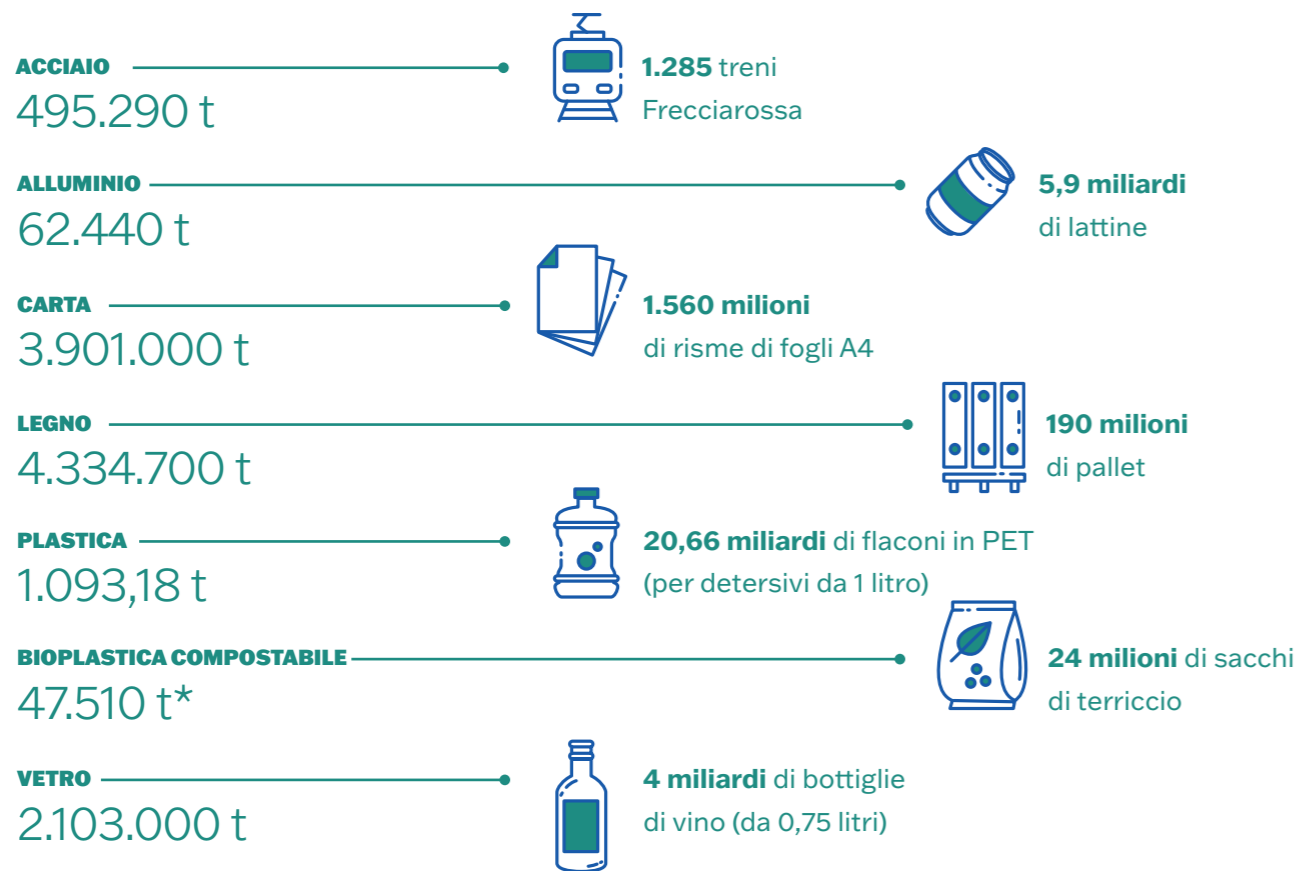 ACCIAIO
495.290 t
1.285 treni
Frecciarossa
ALLUMINIO
62.440 t
5,9 miliardi
di lattine
CARTA
3.901.000 t
1.560 milioni
di risme di fogli A4
LEGNO
4.334.700 t
190 milioni
di pallet
PLASTICA
1.093,18 t
20,66 miliardi di flaconi in PET
(per detersivi da 1 litro)
BIOPLASTICA COMPOSTABILE
47.510 t*
24 milioni di sacchi
di terriccio
VETRO
2.103.000 t
4 miliardi di bottiglie
di vino (da 0,75 litri)